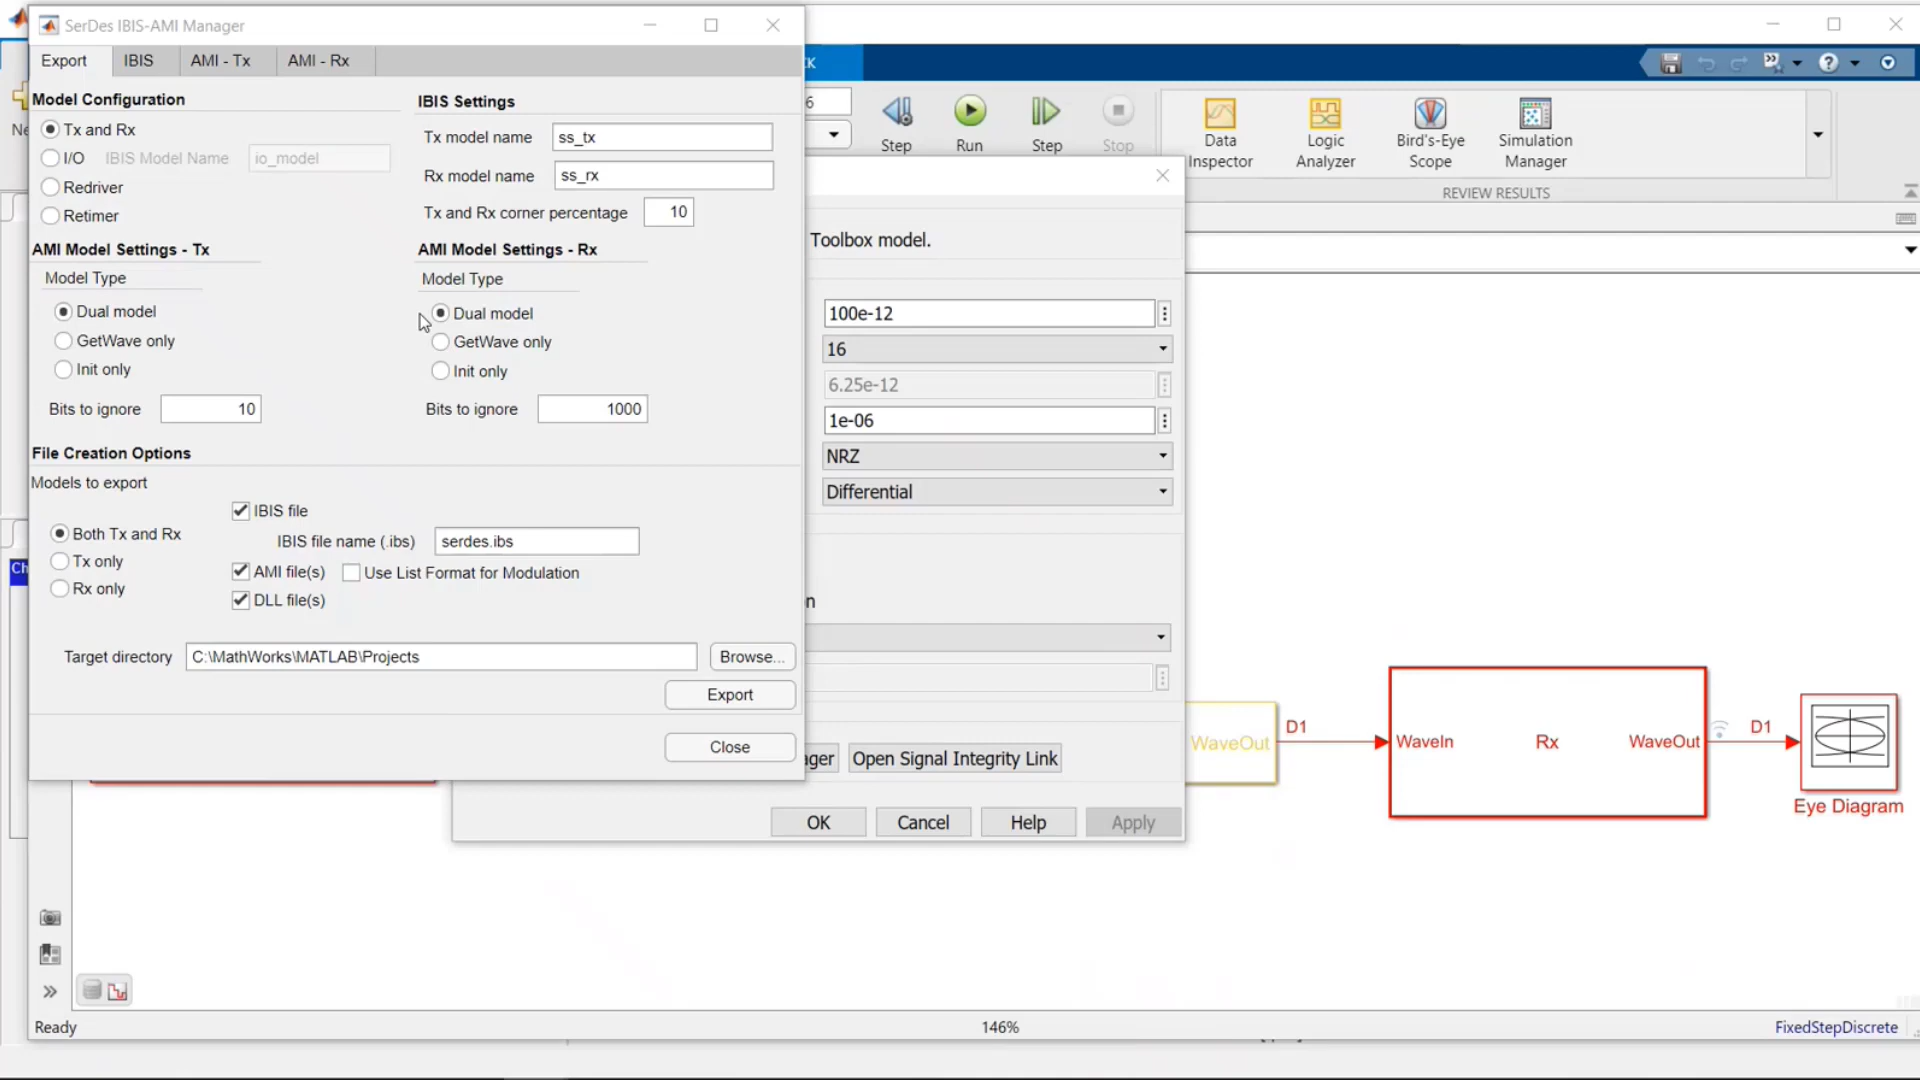 SerDes IBIS-AMI Manager
Export
IBIS
AMI - Tx
AMI - Rx
Model Configuration
Tx and Rx
I/O
IBIS Model Name
io_model
Redriver
Retimer
IBIS Settings
Tx model name
ss_tx
Rx model name
ss_rx
Tx and Rx corner percentage
10
AMI Model Settings - Tx
Model Type
Dual model
GetWave only
Init only
Bits to ignore
10
AMI Model Settings - Rx
Model Type
Dual model
GetWave only
Init only
Bits to ignore
1000
File Creation Options
Models to export
Both Tx and Rx
Tx only
Rx only
IBIS file
IBIS file name (.ibs)
serdes.ibs
AMI file(s)
Use List Format for Modulation
DLL file(s)
Target directory
C:\MathWorks\MATLAB\Projects
Browse...
Export
Close
Step
Run
Step
Stop
Data
Inspector
Logic
Analyzer
Bird's-Eye
Scope
Simulation
Manager
REVIEW RESULTS
Toolbox model.
100e-12
16
6.25e-12
1e-06
NRZ
Differential
Open Signal Integrity Link
OK
Cancel
Help
Apply
WaveOut
D1
WaveIn
Rx
WaveOut
D1
Eye Diagram
Ready
146%
FixedStepDiscrete